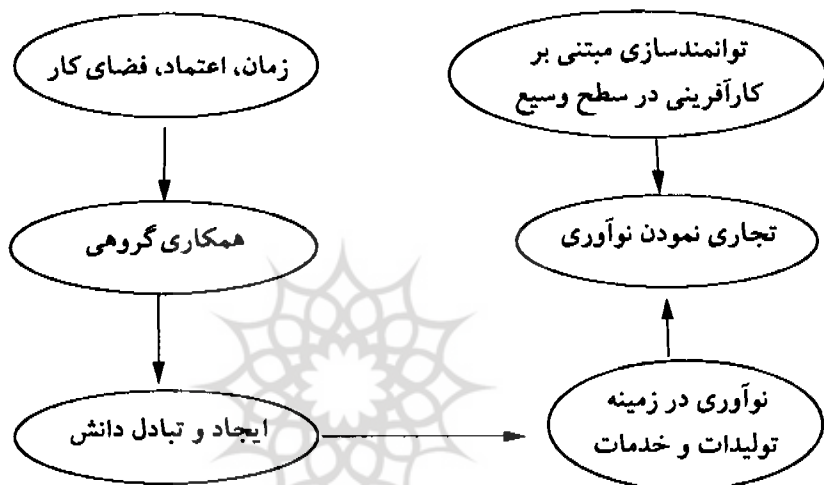 زمان، اعتماد، فضای کار
توانمندسازی مبتنی بر
کارآفرینی در سطح وسیع
همکاری گروهی
تجاری نمودن نوآوری
ایجاد و تبادل دانش
نوآوری در زمینه
تولیدات و خدمات